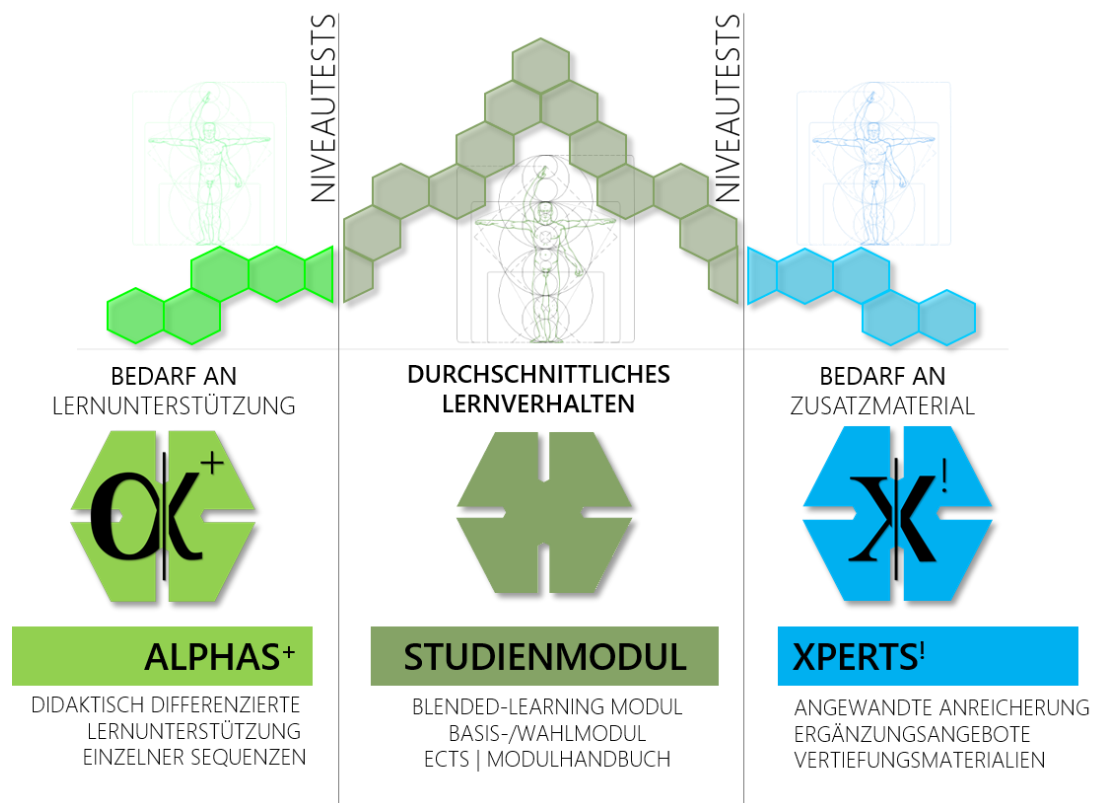 NIVEAUTESTS
NIVEAUTESTS
BEDARF AN
LERNUNTERSTÜTZUNG
DURCHSCHNITTLICHES
LERNVERHALTEN
BEDARF AN
ZUSATZMATERIAL
α+
X!
ALPHAS+
DIDAKTISCH DIFFERENZIERTE
LERNUNTERSTÜTZUNG
EINZELNER SEQUENZEN
STUDIENMODUL
BLENDED-LEARNING MODUL
BASIS-/WAHLMODUL
ECTS | MODULHANDBUCH
XPERTS!
ANGEWANDTE ANREICHERUNG
ERGÄNZUNGSANGEBOTE
VERTIEFUNGSMATERIALIEN